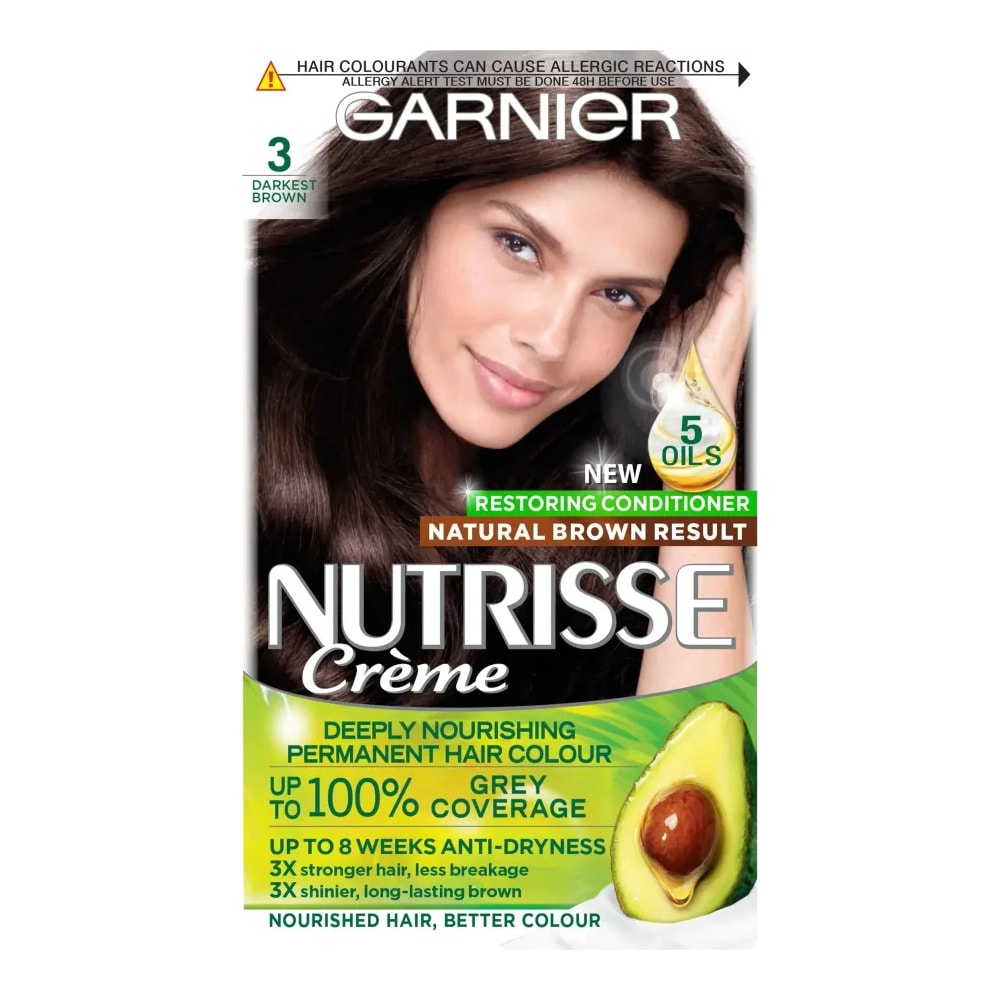 HAIR COLOURANTS CAN CAUSE ALLERGIC REACTIONS
ALLERGY ALERT TEST MUST BE DONE 48H BEFORE USE
GARNIER
3
DARKEST
BROWN
5
OILS
NEW
RESTORING CONDITIONER
NATURAL BROWN RESULT
NUTRISSE
Crème
DEEPLY NOURISHING
PERMANENT HAIR COLOUR
UP TO 100% GREY COVERAGE
UP TO 8 WEEKS ANTI-DRYNESS
3X stronger hair, less breakage
3X shinier, long-lasting brown
NOURISHED HAIR, BETTER COLOUR